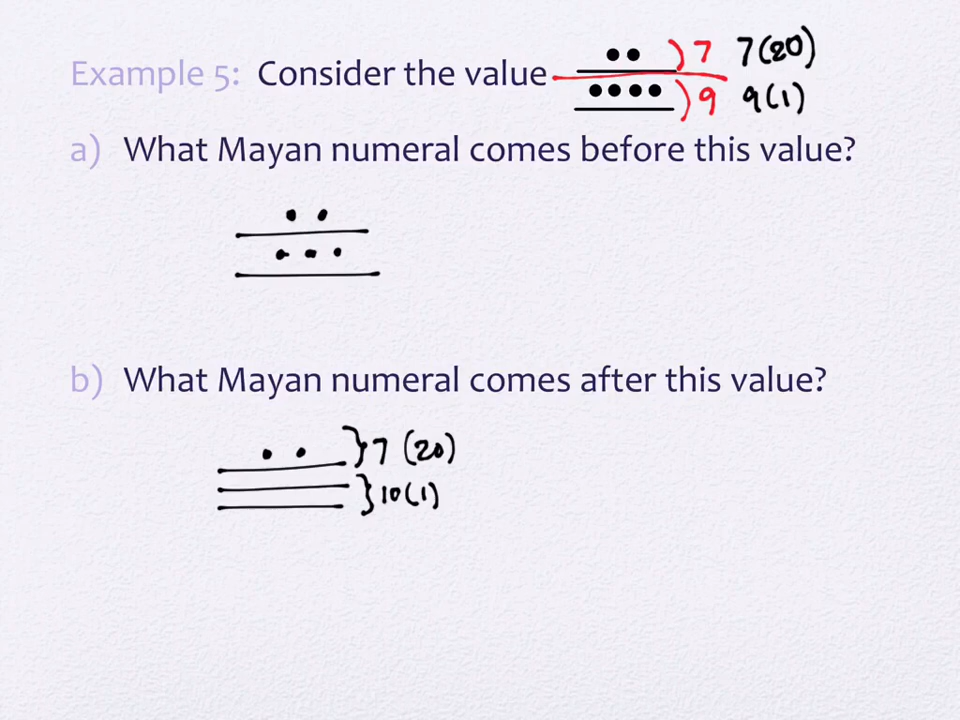 Example 5: Consider the value )7 7(20)
)9 9(1)
a) What Mayan numeral comes before this value?
b) What Mayan numeral comes after this value?
}7 (20)
}10(1)